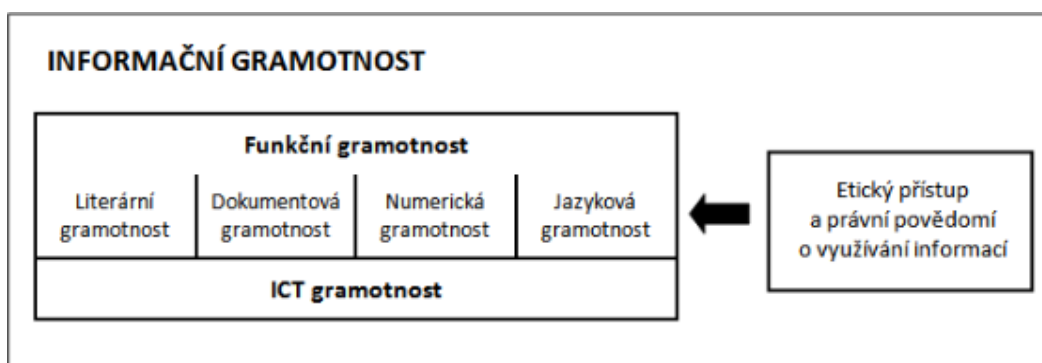 INFORMAČNÍ GRAMOTNOST
Funkční gramotnost
Literární
gramotnost
Dokumentová
gramotnost
Numerická
gramotnost
Jazyková
gramotnost
ICT gramotnost
Etický přístup
a právní povědomí
o využívání informací